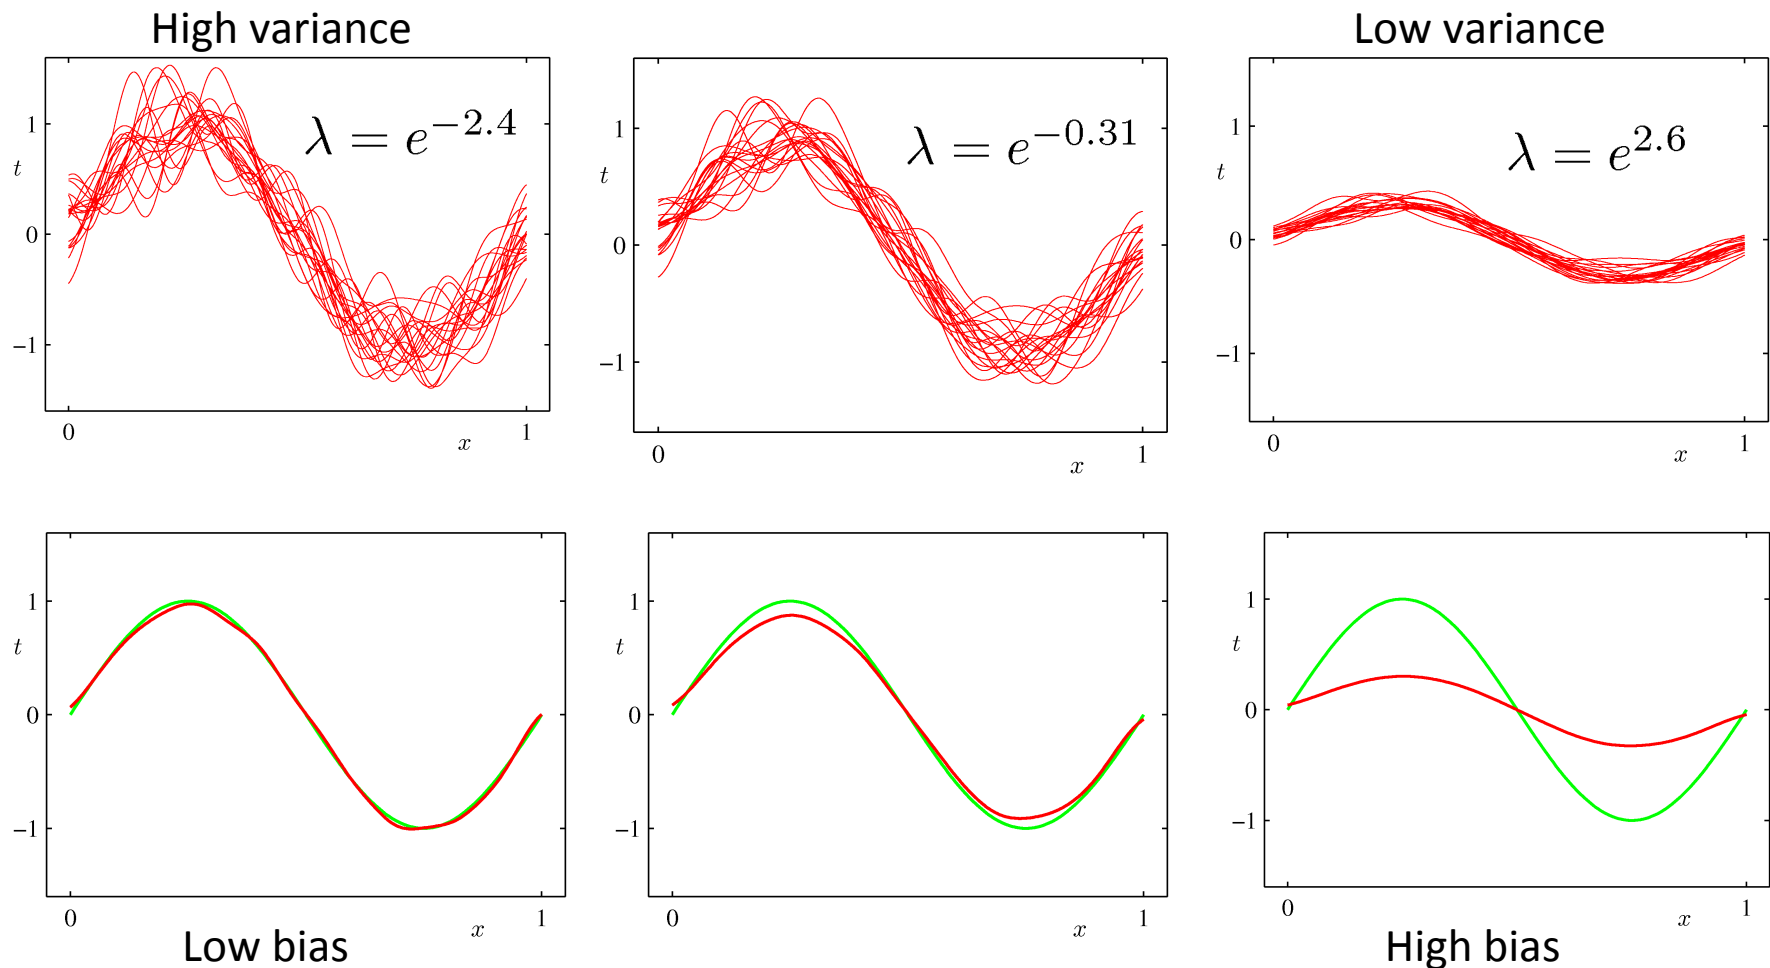 High variance
Low variance
λ = e^{-2.4}
1
t
0
−1
0
x
1
λ = e^{-0.31}
1
t
0
−1
0
x
1
λ = e^{2.6}
1
t
0
−1
0
x
1
1
t
0
−1
0
x
1
1
t
0
−1
0
x
1
1
t
0
−1
0
x
1
Low bias
High bias